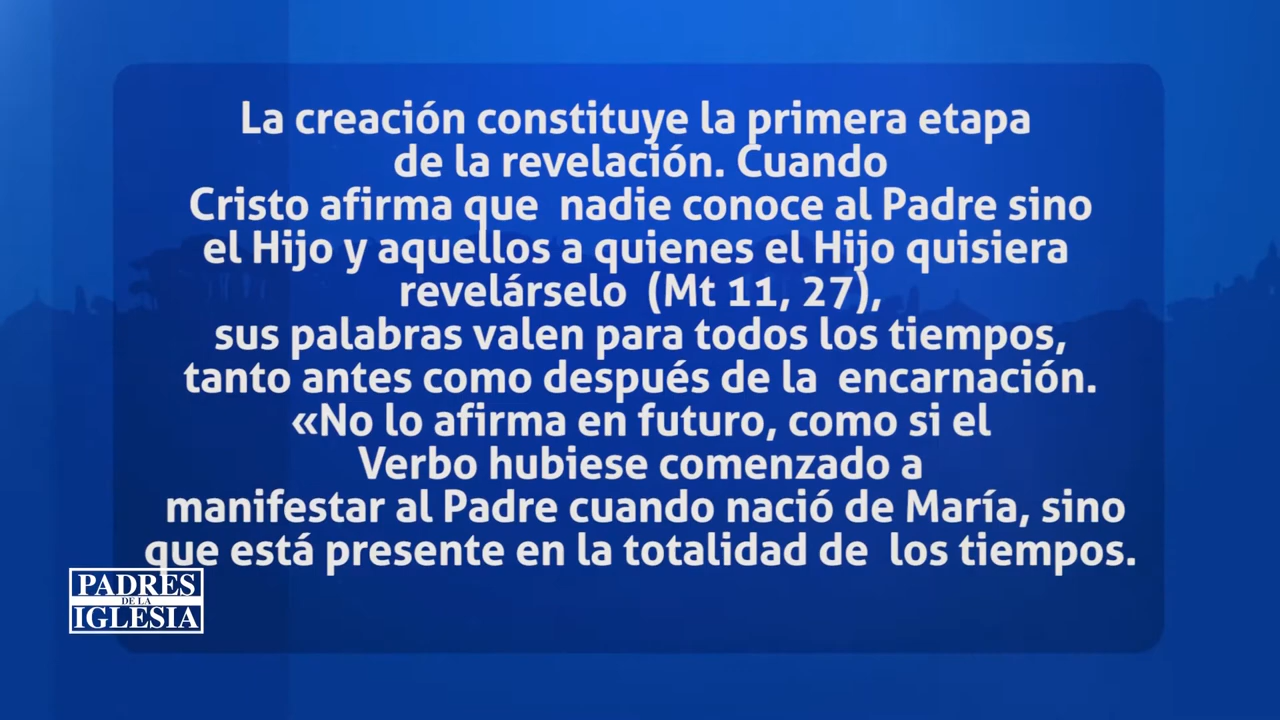 La creación constituye la primera etapa
de la revelación. Cuando
Cristo afirma que nadie conoce al Padre sino
el Hijo y aquellos a quienes el Hijo quisiera
revelárselo (Mt 11, 27),
sus palabras valen para todos los tiempos,
tanto antes como después de la encarnación.
«No lo afirma en futuro, como si el
Verbo hubiese comenzado a
manifestar al Padre cuando nació de María, sino
que está presente en la totalidad de los tiempos.
PADRES
DE LA
IGLESIA